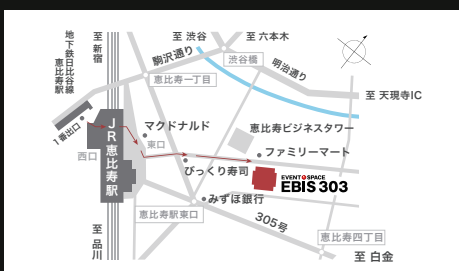 至 渋谷
至 六本木
至 新宿
地下鉄日比谷線
恵比寿駅
駒沢通り
渋谷橋
明治通り
恵比寿一丁目
至 天現寺IC
1番出口
JR恵比寿駅
マクドナルド
東口
西口
恵比寿ビジネスタワー
ファミリーマート
びっくり寿司
EVENT SPACE
EBIS 303
みずほ銀行
恵比寿駅東口
305号
至 品川
恵比寿四丁目
至 白金